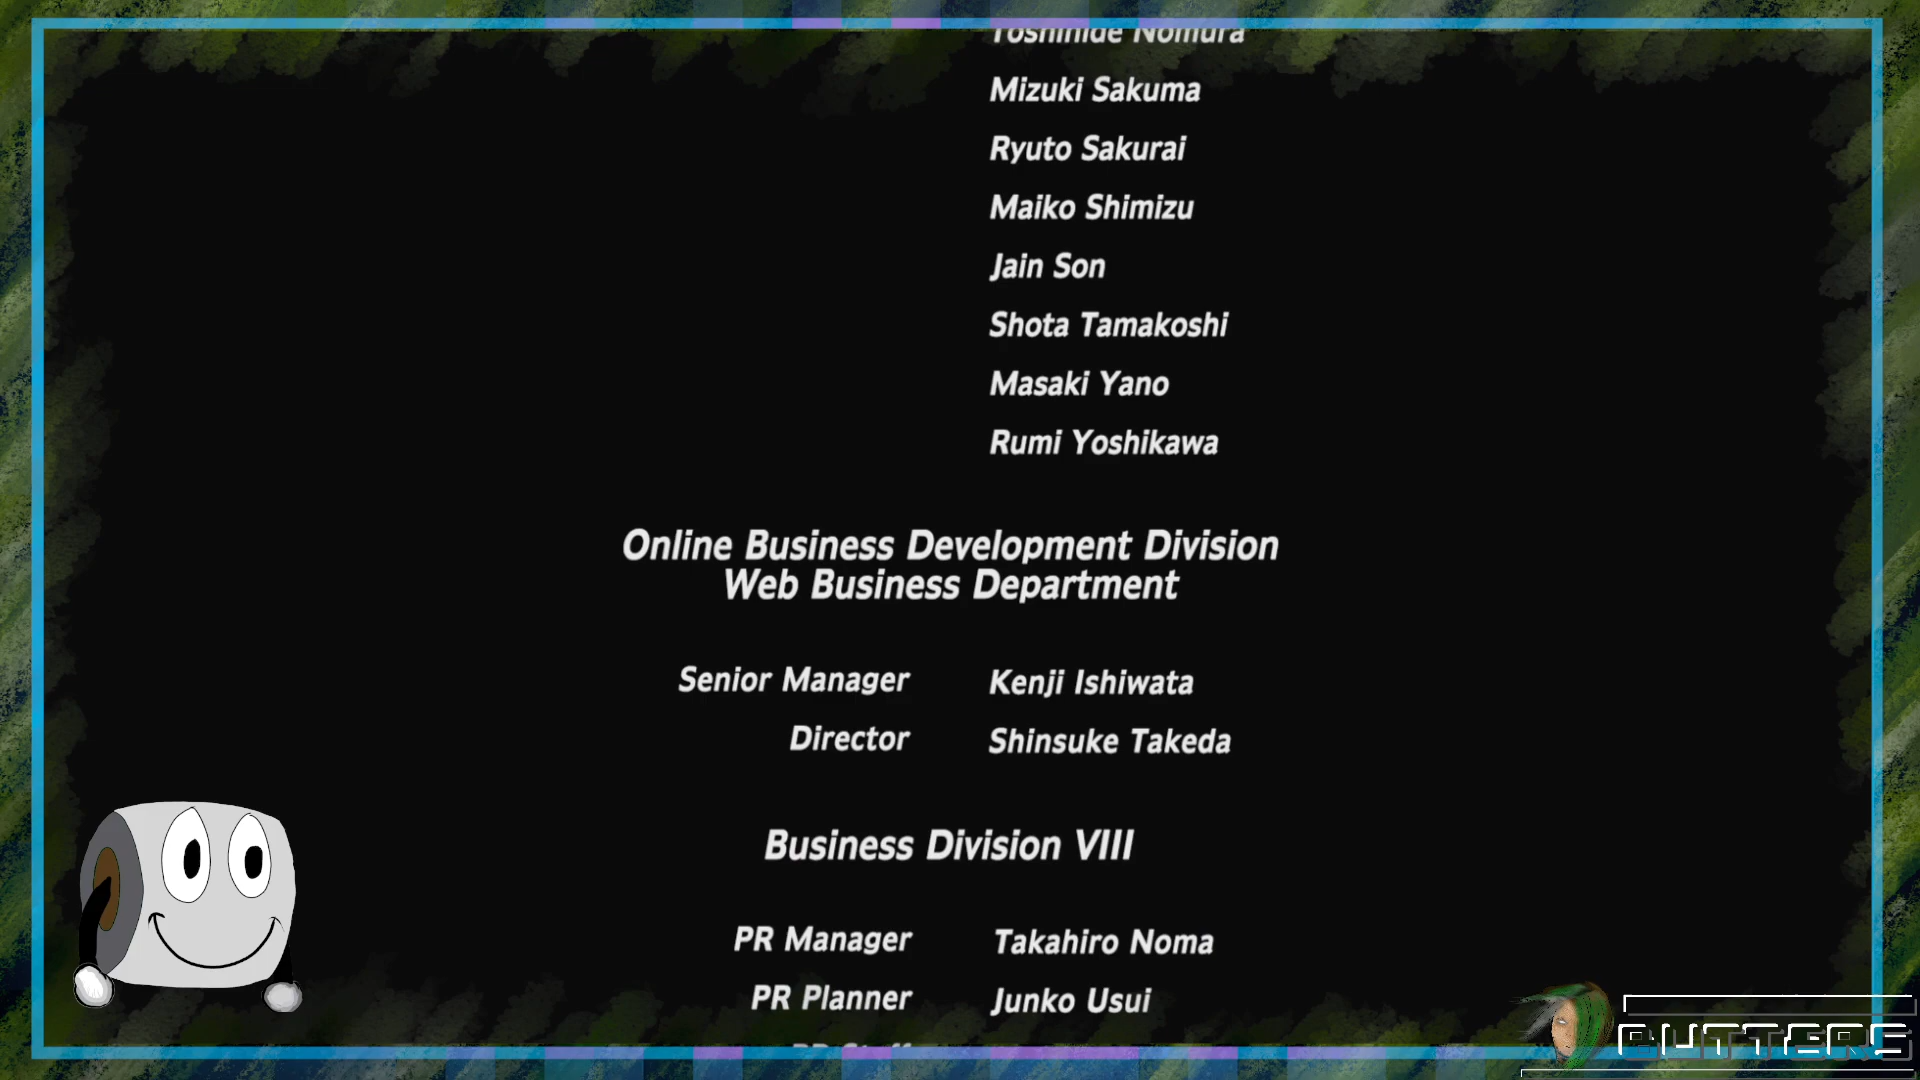 Toshihide Nomura
Mizuki Sakuma
Ryuto Sakurai
Maiko Shimizu
Jain Son
Shota Tamakoshi
Masaki Yano
Rumi Yoshikawa
Online Business Development Division
Web Business Department
Senior Manager Kenji Ishiwata
Director Shinsuke Takeda
Business Division VIII
PR Manager Takahiro Noma
PR Planner Junko Usui